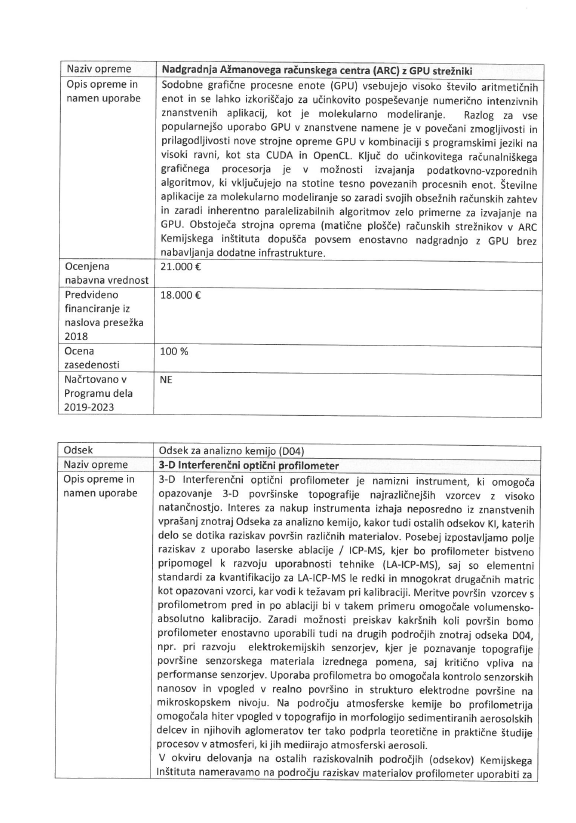 Naziv opreme Nadgradnja Ažmanovega računskega centra (ARC) z GPU strežniki
Opis opreme in Sodobne grafične procesne enote (GPU) vsebujejo visoko število aritmetičnih
namen uporabe enot in se lahko izkoriščajo za učinkovito pospeševanje numerično intenzivnih
znanstvenih aplikacij, kot je molekularno modeliranje. Razlog za vse
popularnejšo uporabo GPU v znanstvene namene je v povečani zmogljivosti in
prilagodljivosti nove strojne opreme GPU v kombinaciji s programskimi jeziki na
visoki ravni, kot sta CUDA in OpenCL. Ključ do učinkovitega računalniškega
grafičnega procesorja je v možnosti izvajanja podatkovno-vzporednih
algoritmov, ki vključujejo na stotine tesno povezanih procesnih enot. Številne
aplikacije za molekularno modeliranje so zaradi svojih obsežnih računskih zahtev
in zaradi inherentno paralelizabilnih algoritmov zelo primerne za izvajanje na
GPU. Obstoječa strojna oprema (matične plošče) računskih strežnikov v ARC
Kemijskega inštituta dopušča povsem enostavno nadgradnjo z GPU brez
nabavljanja dodatne infrastrukture.
Ocenjena 21.000 €
nabavna vrednost
Predvideno 18.000 €
financiranje iz
naslova presežka
2018
Ocena 100 %
zasedenosti
Načrtovano v NE
Programu dela
2019-2023
Odsek Odsek za analizno kemijo (D04)
Naziv opreme 3-D Interferenčni optični profilometer
Opis opreme in 3-D Interferenčni optični profilometer je namizni instrument, ki omogoča
namen uporabe opazovanje 3-D površinske topografije najrazličnejših vzorcev z visoko
natančnostjo. Interes za nakup instrumenta izhaja neposredno iz znanstvenih
vprašanj znotraj Odseka za analizno kemijo, kakor tudi ostalih odsekov KI, katerih
delo se dotika raziskav površin različnih materialov. Posebej izpostavljamo polje
raziskav z uporabo laserske ablacije / ICP-MS, kjer bo profilometer bistveno
pripomogel k razvoju uporabnosti tehnike (LA-ICP-MS), saj so elementni
standardi za kvantifikacijo za LA-ICP-MS le redki in mnogokrat drugačnih matric
kot opazovani vzorci, kar vodi k težavam pri kalibraciji. Meritve površin vzorcev s
profilometrom pred in po ablaciji bi v takem primeru omogočale volumensko-
absolutno kalibracijo. Zaradi možnosti preiskav kakršnih koli površin bomo
profilometer enostavno uporabili tudi na drugih področjih znotraj odseka D04,
npr. pri razvoju elektrokemijskih senzorjev, kjer je poznavanje topografije
površine senzorskega materiala izrednega pomena, saj kritično vpliva na
performanse senzorjev. Uporaba profilometra bo omogočala kontrolo senzorskih
nanosov in vpogled v realno površino in strukturo elektrodne površine na
mikroskopskem nivoju. Na področju atmosferske kemije bo profilometrija
omogočala hiter vpogled v topografijo in morfologijo sedimentiranih aerosolskih
delcev in njihovih aglomeratov ter tako podprla teoretične in praktične študije
procesov v atmosferi, ki jih mediirajo atmosferski aerosoli.
V okviru delovanja na ostalih raziskovalnih področjih (odsekov) Kemijskega
Inštituta nameravamo na področju raziskav materialov profilometer uporabiti za